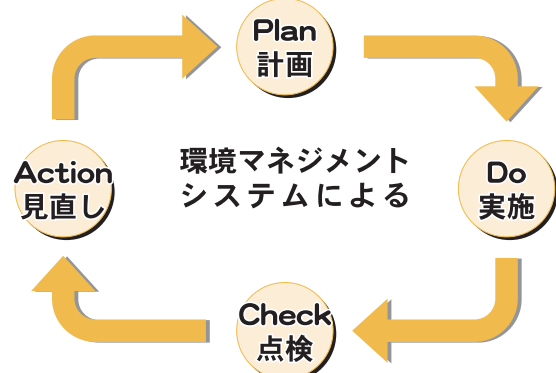 Plan
計画
Action
見直し
環境マネジメント
システムによる
Do
実施
Check
点検